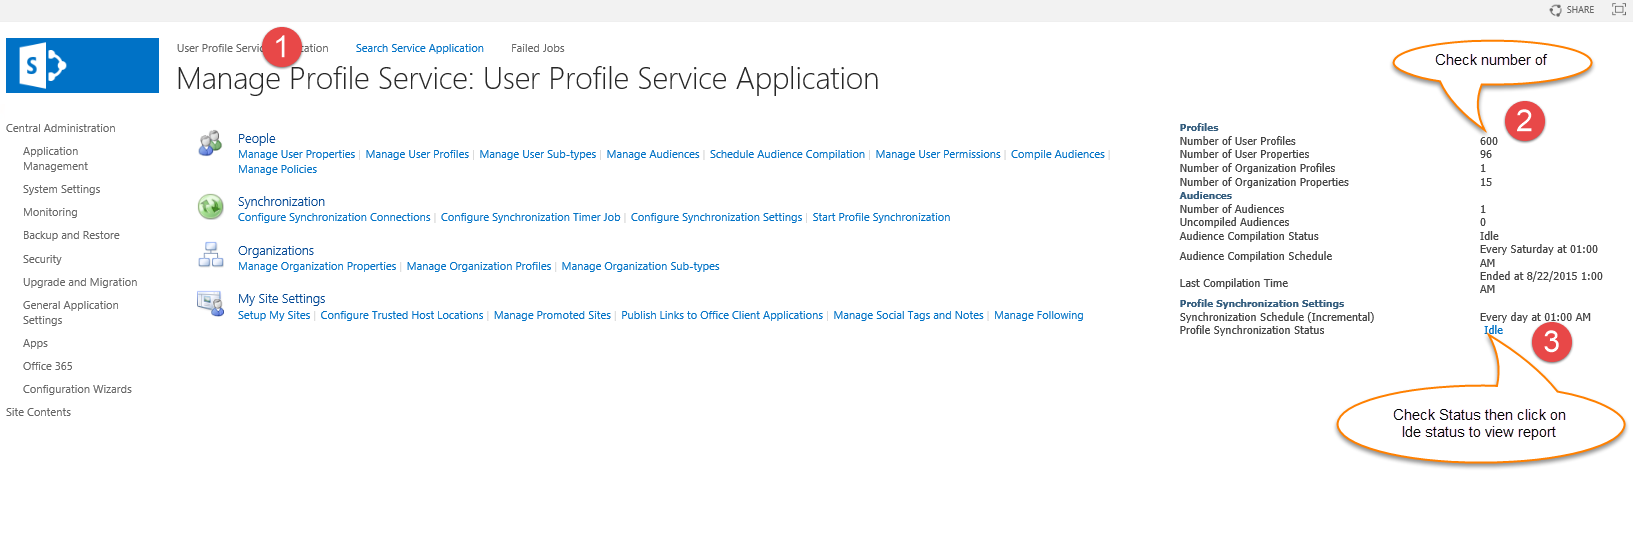 SHARE
User Profile Servic 1 ication Search Service Application Failed Jobs
Manage Profile Service: User Profile Service Application
Central Administration
Application
Management
System Settings
Monitoring
Backup and Restore
Security
Upgrade and Migration
General Application
Settings
Apps
Office 365
Configuration Wizards
Site Contents
People
Manage User Properties | Manage User Profiles | Manage User Sub-types | Manage Audiences | Schedule Audience Compilation | Manage User Permissions | Compile Audiences |
Manage Policies
Synchronization
Configure Synchronization Connections | Configure Synchronization Timer Job | Configure Synchronization Settings | Start Profile Synchronization
Organizations
Manage Organization Properties | Manage Organization Profiles | Manage Organization Sub-types
My Site Settings
Setup My Sites | Configure Trusted Host Locations | Manage Promoted Sites | Publish Links to Office Client Applications | Manage Social Tags and Notes | Manage Following
Check number of
2
Profiles
Number of User Profiles 600
Number of User Properties 96
Number of Organization Profiles 1
Number of Organization Properties 15
Audiences
Number of Audiences 1
Uncompiled Audiences 0
Audience Compilation Status Idle
Audience Compilation Schedule Every Saturday at 01:00
AM
Last Compilation Time Ended at 8/22/2015 1:00
AM
Profile Synchronization Settings
Synchronization Schedule (Incremental) Every day at 01:00 AM
Profile Synchronization Status Idle
3
Check Status then click on
Ide status to view report